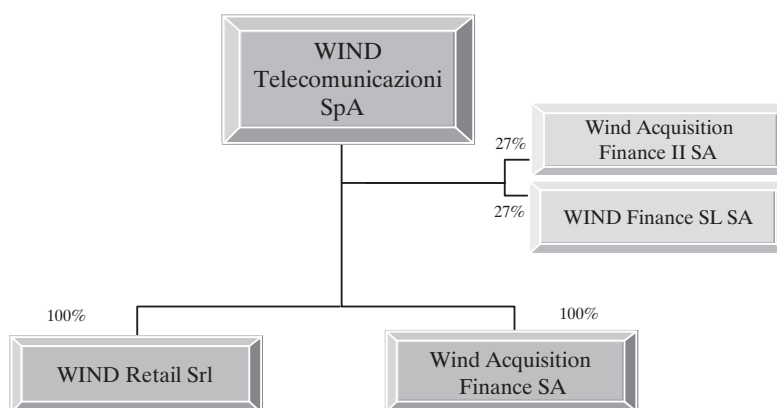 WIND
Telecomunicazioni
SpA
27%
Wind Acquisition
Finance II SA
27%
WIND Finance SL SA
100%
WIND Retail Srl
100%
Wind Acquisition
Finance SA